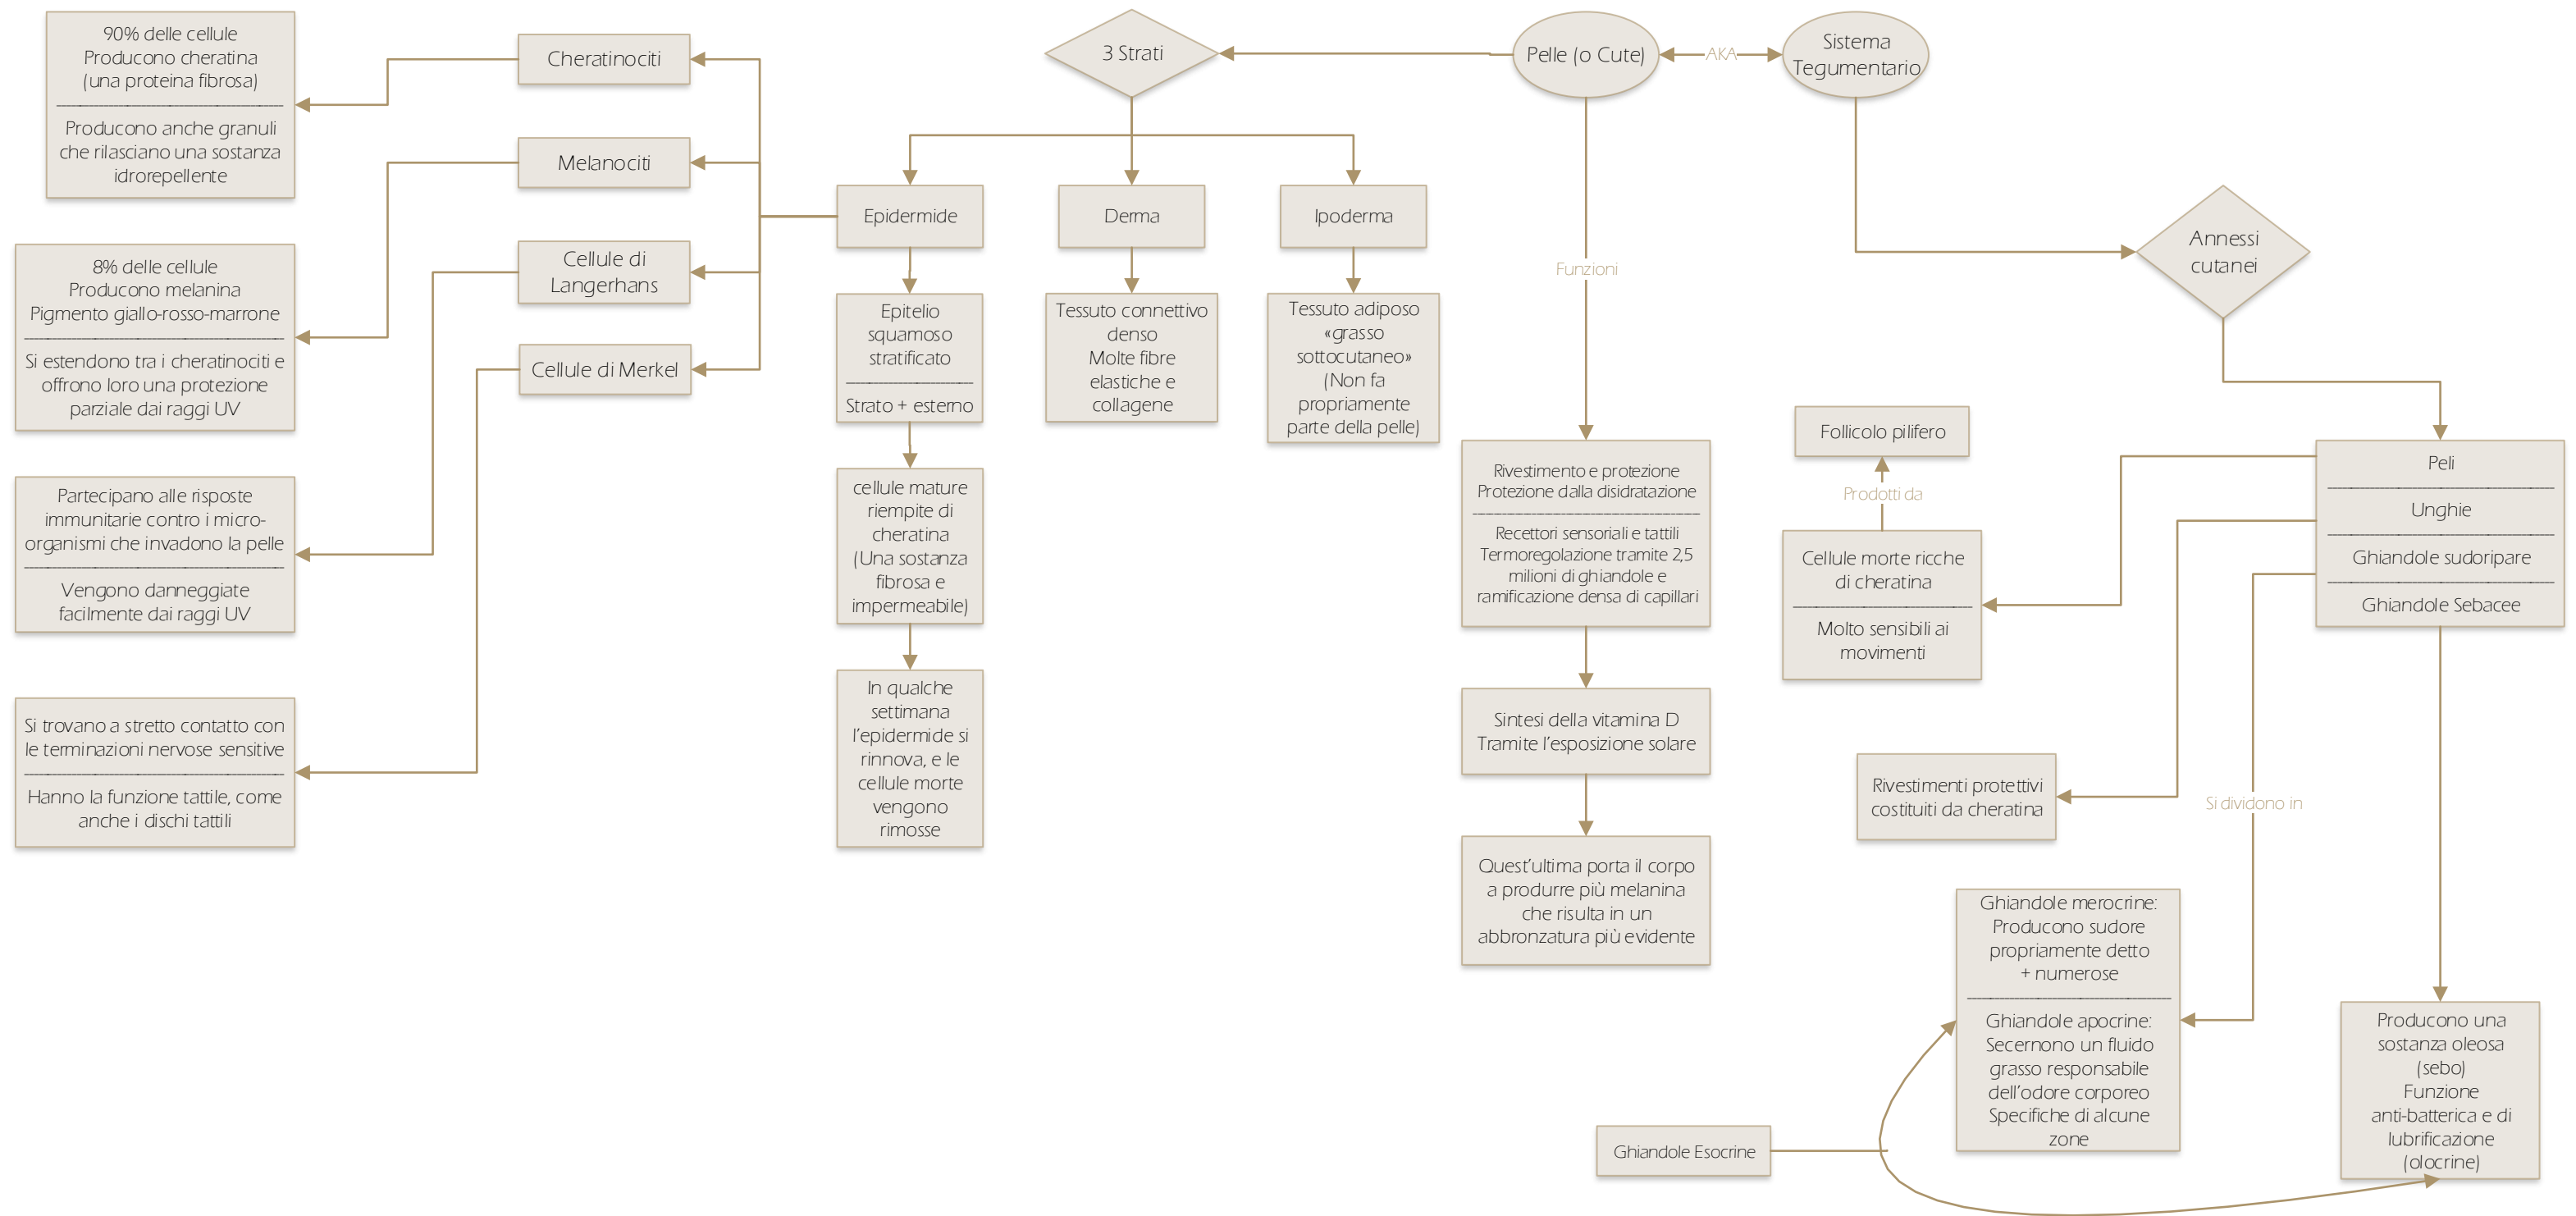 Pelle (o Cute)
AKA
Sistema
Tegumentario
3 Strati
Epidermide
Derma
Ipoderma
Cheratinociti
Melanociti
Cellule di
Langerhans
Cellule di Merkel
90% delle cellule
Producono cheratina
(una proteina fibrosa)
Producono anche granuli
che rilasciano una sostanza
idrorepellente
8% delle cellule
Producono melanina
Pigmento giallo-rosso-marrone
Si estendono tra i cheratinociti e
offrono loro una protezione
parziale dai raggi UV
Partecipano alle risposte
immunitarie contro i micro-
organismi che invadono la pelle
Vengono danneggiate
facilmente dai raggi UV
Si trovano a stretto contatto con
le terminazioni nervose sensitive
Hanno la funzione tattile, come
anche i dischi tattili
Epitelio
squamoso
stratificato
Strato + esterno
cellule mature
riempite di
cheratina
(Una sostanza
fibrosa e
impermeabile)
In qualche
settimana
l'epidermide si
rinnova, e le
cellule morte
vengono
rimosse
Tessuto connettivo
denso
Molte fibre
elastiche e
collagene
Tessuto adiposo
«grasso
sottocutaneo»
(Non fa
propriamente
parte della pelle)
Funzioni
Rivestimento e protezione
Protezione dalla disidratazione
Recettori sensoriali e tattili
Termoregolazione tramite 2,5
milioni di ghiandole e
ramificazione densa di capillari
Sintesi della vitamina D
Tramite l'esposizione solare
Quest'ultima porta il corpo
a produrre più melanina
che risulta in un
abbronzatura più evidente
Annessi
cutanei
Peli
Unghie
Ghiandole sudoripare
Ghiandole Sebacee
Follicolo pilifero
Prodotti da
Cellule morte ricche
di cheratina
Molto sensibili ai
movimenti
Rivestimenti protettivi
costituiti da cheratina
Si dividono in
Ghiandole merocrine:
Producono sudore
propriamente detto
+ numerose
Ghiandole apocrine:
Secernono un fluido
grasso responsabile
dell'odore corporeo
Specifiche di alcune
zone
Producono una
sostanza oleosa
(sebo)
Funzione
anti-batterica e di
lubrificazione
(olocrine)
Ghiandole Esocrine